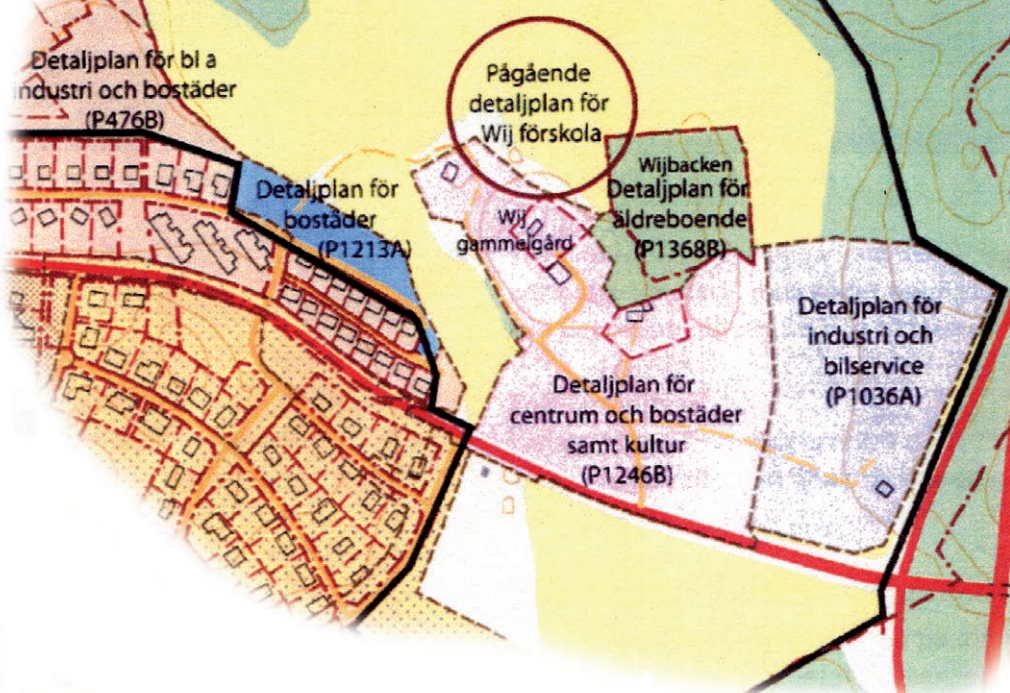 Detaljplan för bl a
industri och bostäder
(P476B)
Pågående
detaljplan för
Wij förskola
Wijbacken
Detaljplan för
äldreboende
(P1368B)
Detaljplan för
bostäder
(P1213A)
Wij
gammelgård
Detaljplan för
industri och
bilservice
(P1036A)
Detaljplan för
centrum och bostäder
samt kultur
(P1246B)